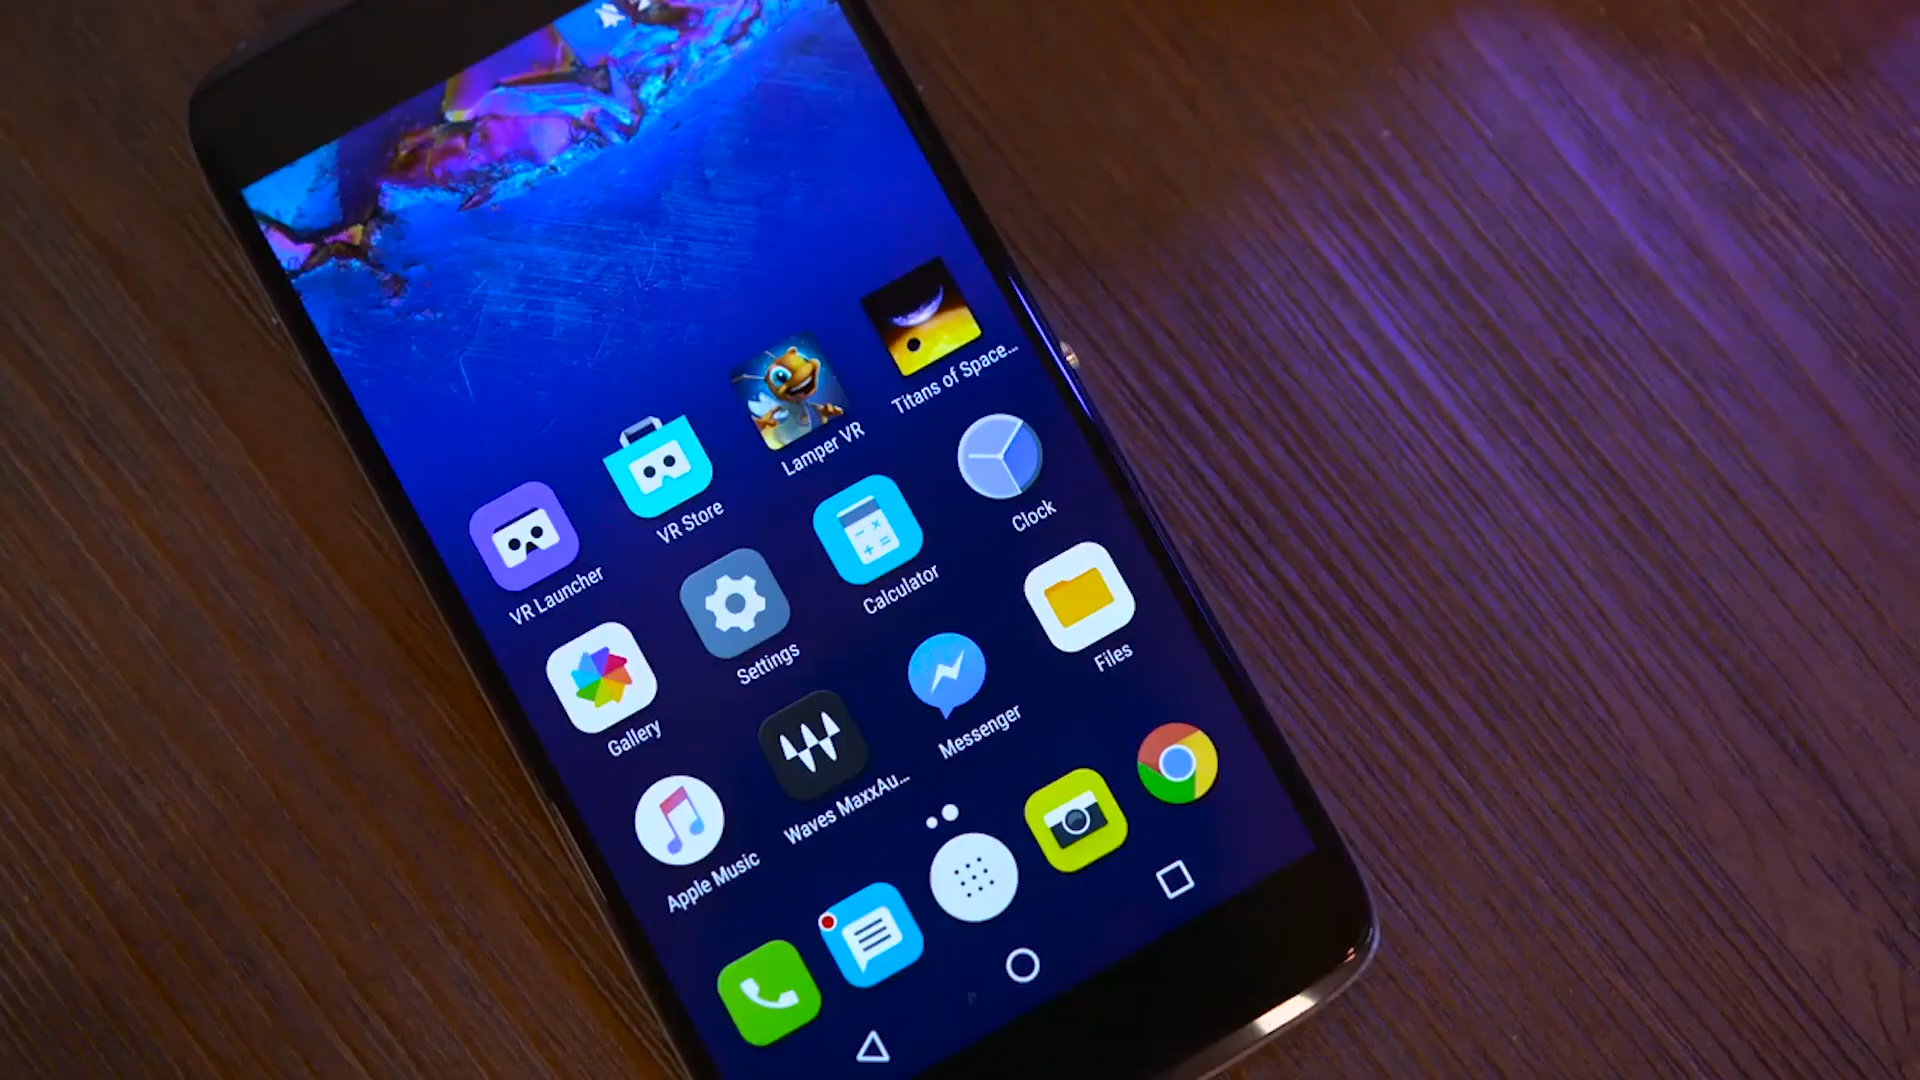 VR Launcher
VR Store
Lamper VR
Titans of Space...
Gallery
Settings
Calculator
Clock
Apple Music
Waves MaxxAu...
Messenger
Files